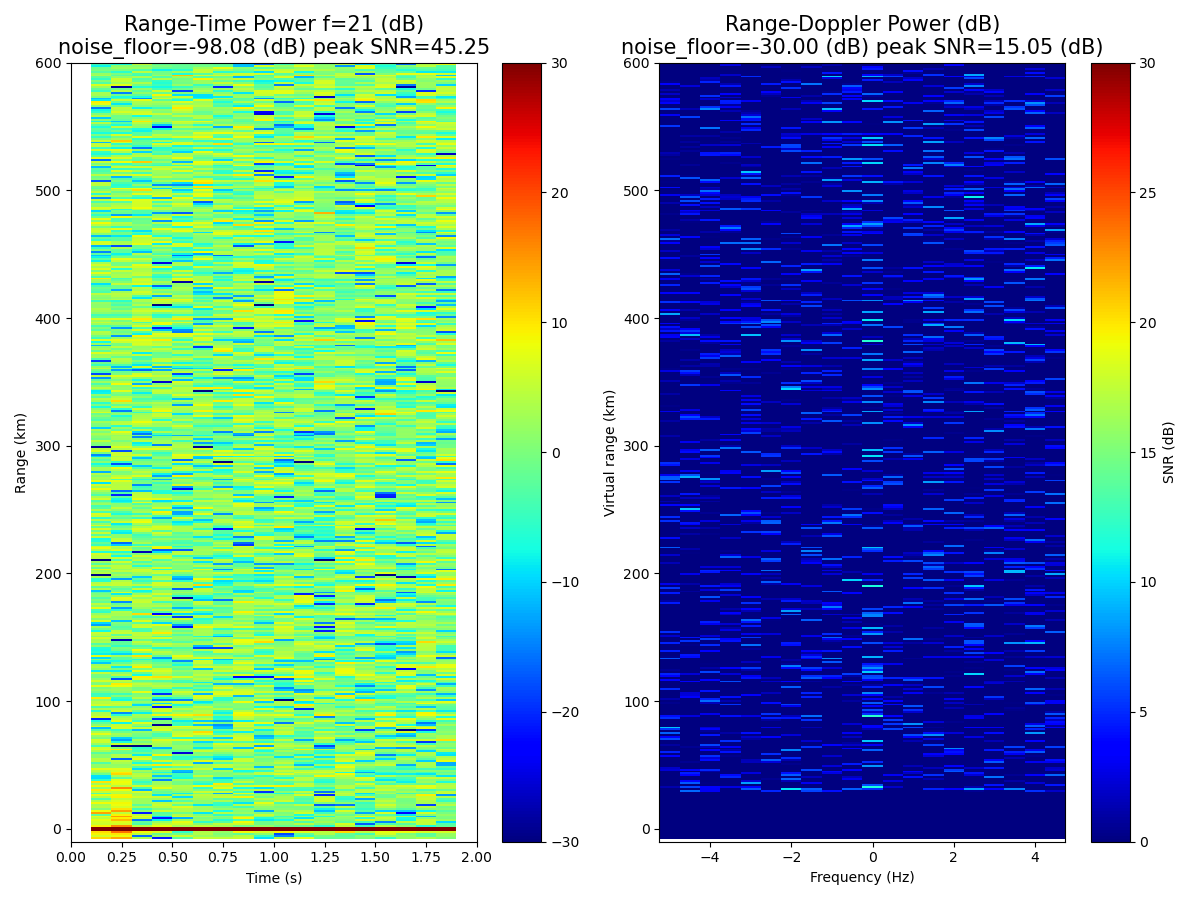 Range-Time Power f=21 (dB)
noise_floor=-98.08 (dB) peak SNR=45.25
Range (km)
600
500
400
300
200
100
0
0.00 0.25 0.50 0.75 1.00 1.25 1.50 1.75 2.00
Time (s)
30
20
10
0
−10
−20
−30
Range-Doppler Power (dB)
noise_floor=-30.00 (dB) peak SNR=15.05 (dB)
Virtual range (km)
600
500
400
300
200
100
0
−4 −2 0 2 4
Frequency (Hz)
30
25
20
15
10
5
0
SNR (dB)